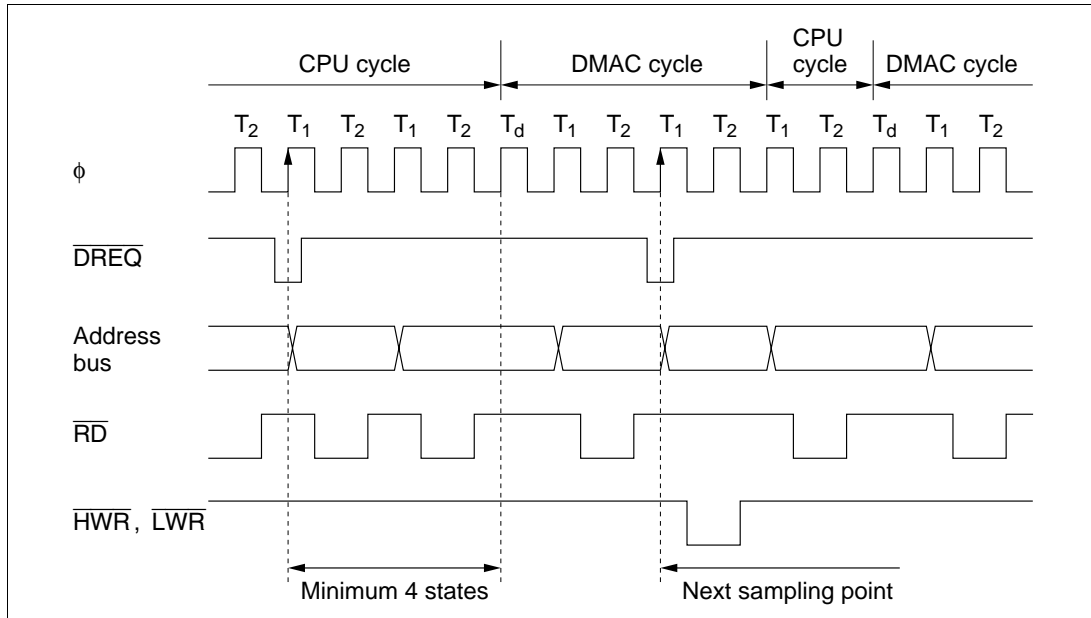 CPU cycle DMAC cycle CPU cycle DMAC cycle
T2 T1 T2 T1 T2 Td T1 T2 T1 T2 T1 T2 Td T1 T2
ϕ
DREQ
Address
bus
RD
HWR, LWR
Minimum 4 states Next sampling point